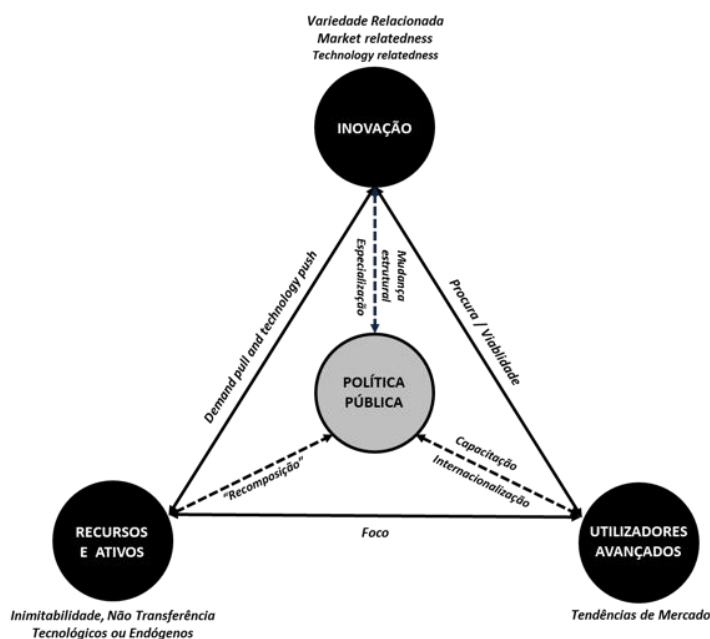 Variedade Relacionada
Market relatedness
Technology relatedness
INOVAÇÃO
Demand pull and technology push
Especialização
Mudança
estrutural
Procura / Viablidade
POLÍTICA
PÚBLICA
"Recomposição"
Capacitação
Internacionalização
RECURSOS
E ATIVOS
Foco
UTILIZADORES
AVANÇADOS
Inimitabilidade, Não Transferência
Tecnológicos ou Endógenos
Tendências de Mercado